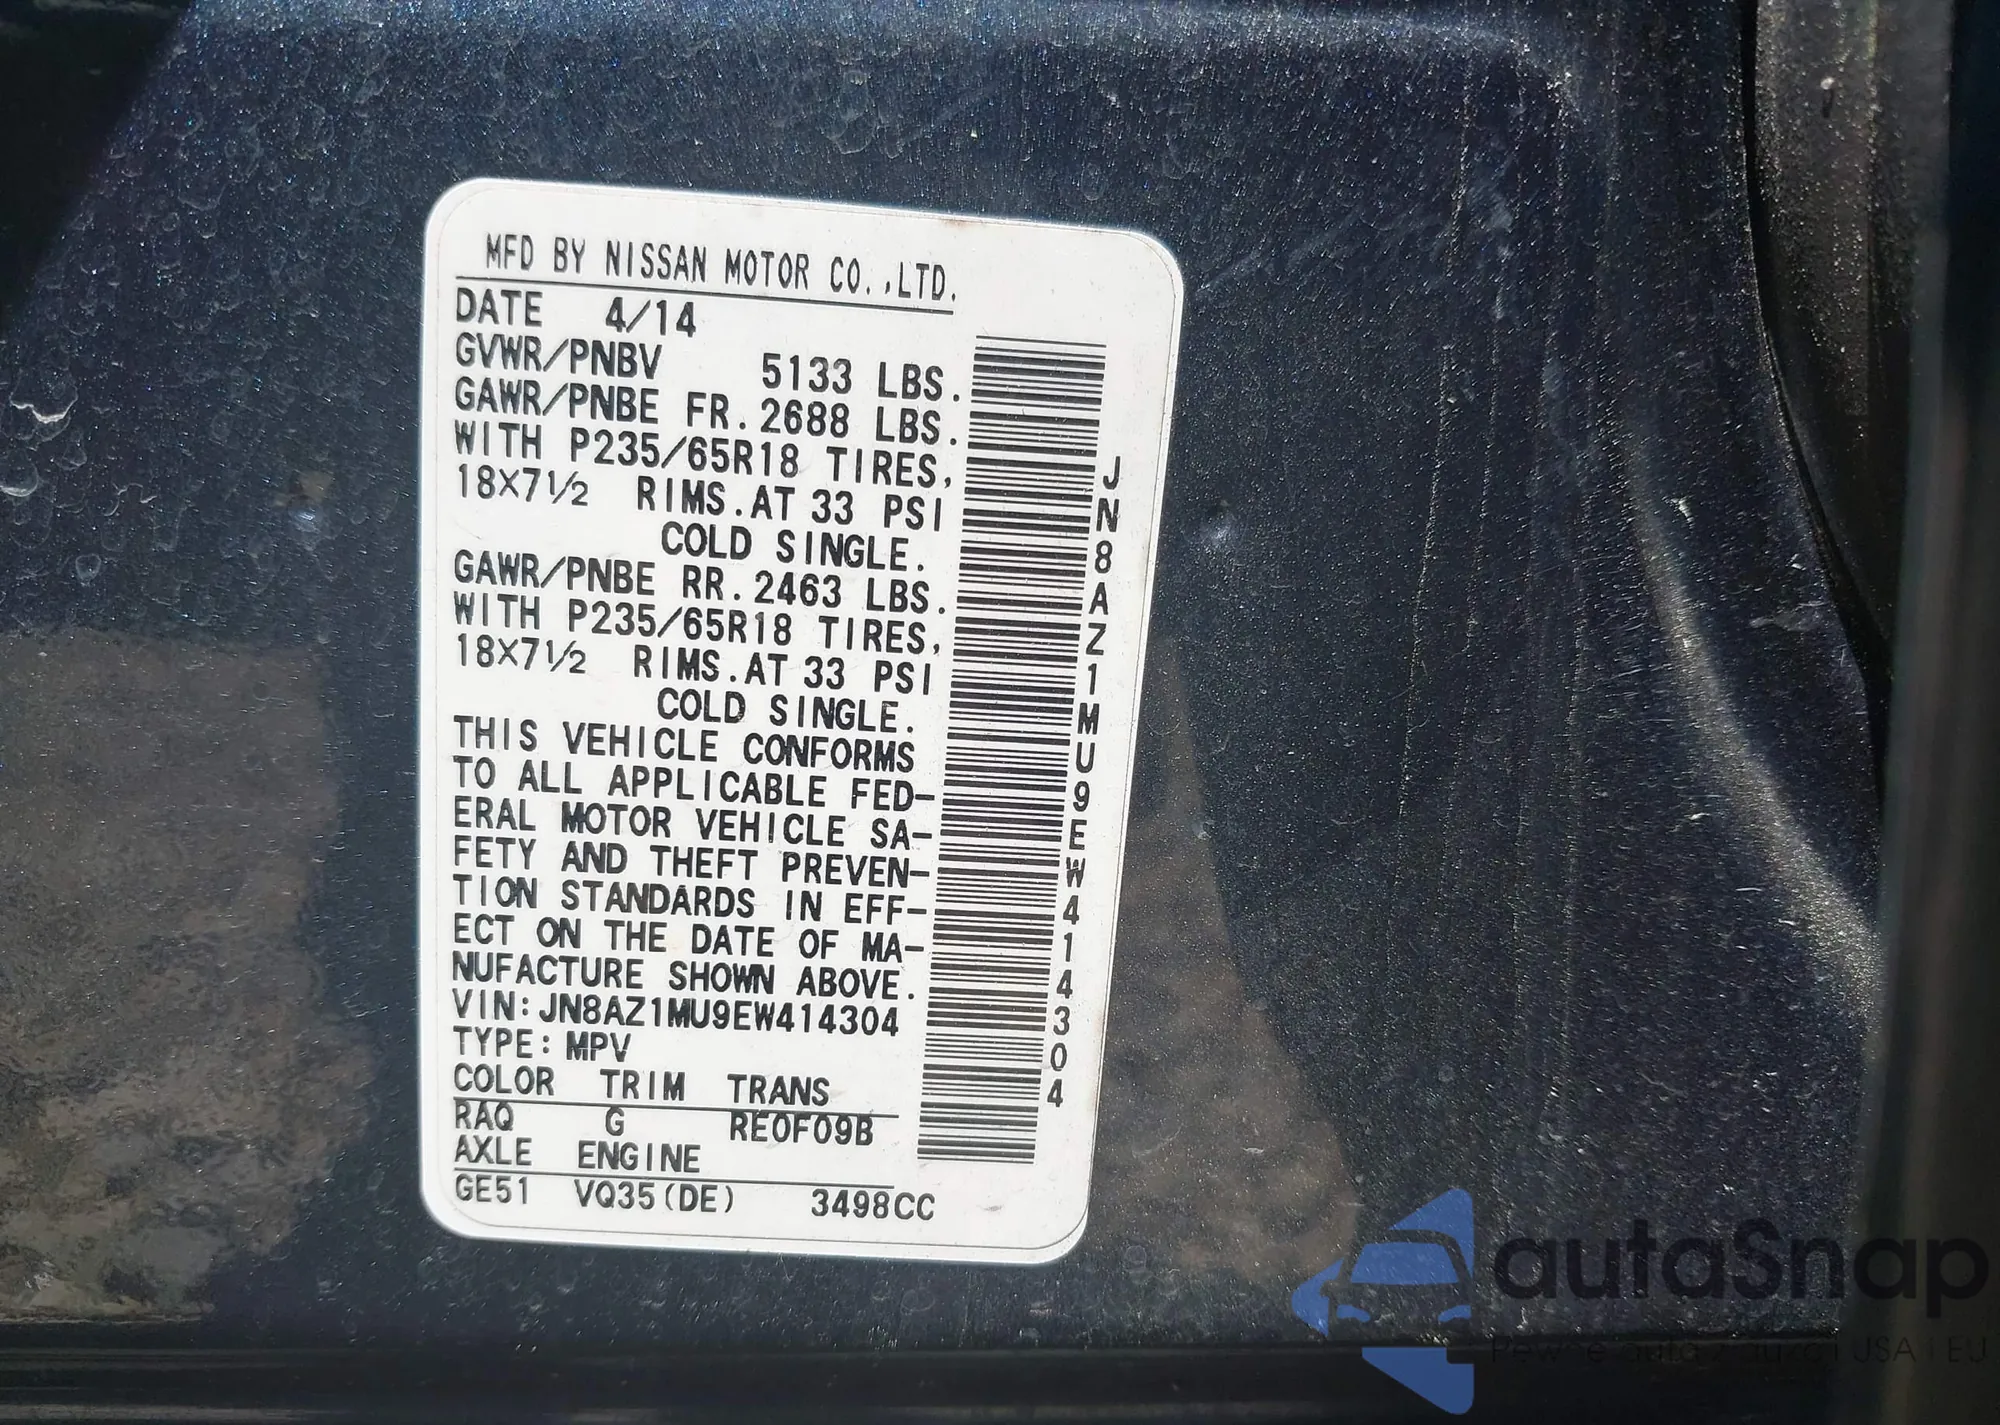 MFD BY NISSAN MOTOR CO.,LTD.
DATE 4/14
GVWR/PNBV 5133 LBS.
GAWR/PNBE FR.2688 LBS.
WITH P235/65R18 TIRES,
18X7½ RIMS.AT 33 PSI
COLD SINGLE.
GAWR/PNBE RR.2463 LBS.
WITH P235/65R18 TIRES,
18X7½ RIMS.AT 33 PSI
COLD SINGLE.
THIS VEHICLE CONFORMS
TO ALL APPLICABLE FED-
ERAL MOTOR VEHICLE SA-
FETY AND THEFT PREVEN-
TION STANDARDS IN EFF-
ECT ON THE DATE OF MA-
NUFACTURE SHOWN ABOVE.
VIN:JN8AZ1MU9EW414304
TYPE:MPV
COLOR TRIM TRANS
RAQ G RE0F09B
AXLE ENGINE
GE51 VQ35(DE) 3498CC
JN8AZ1MU9EW414304
autaSnap
USA i EU